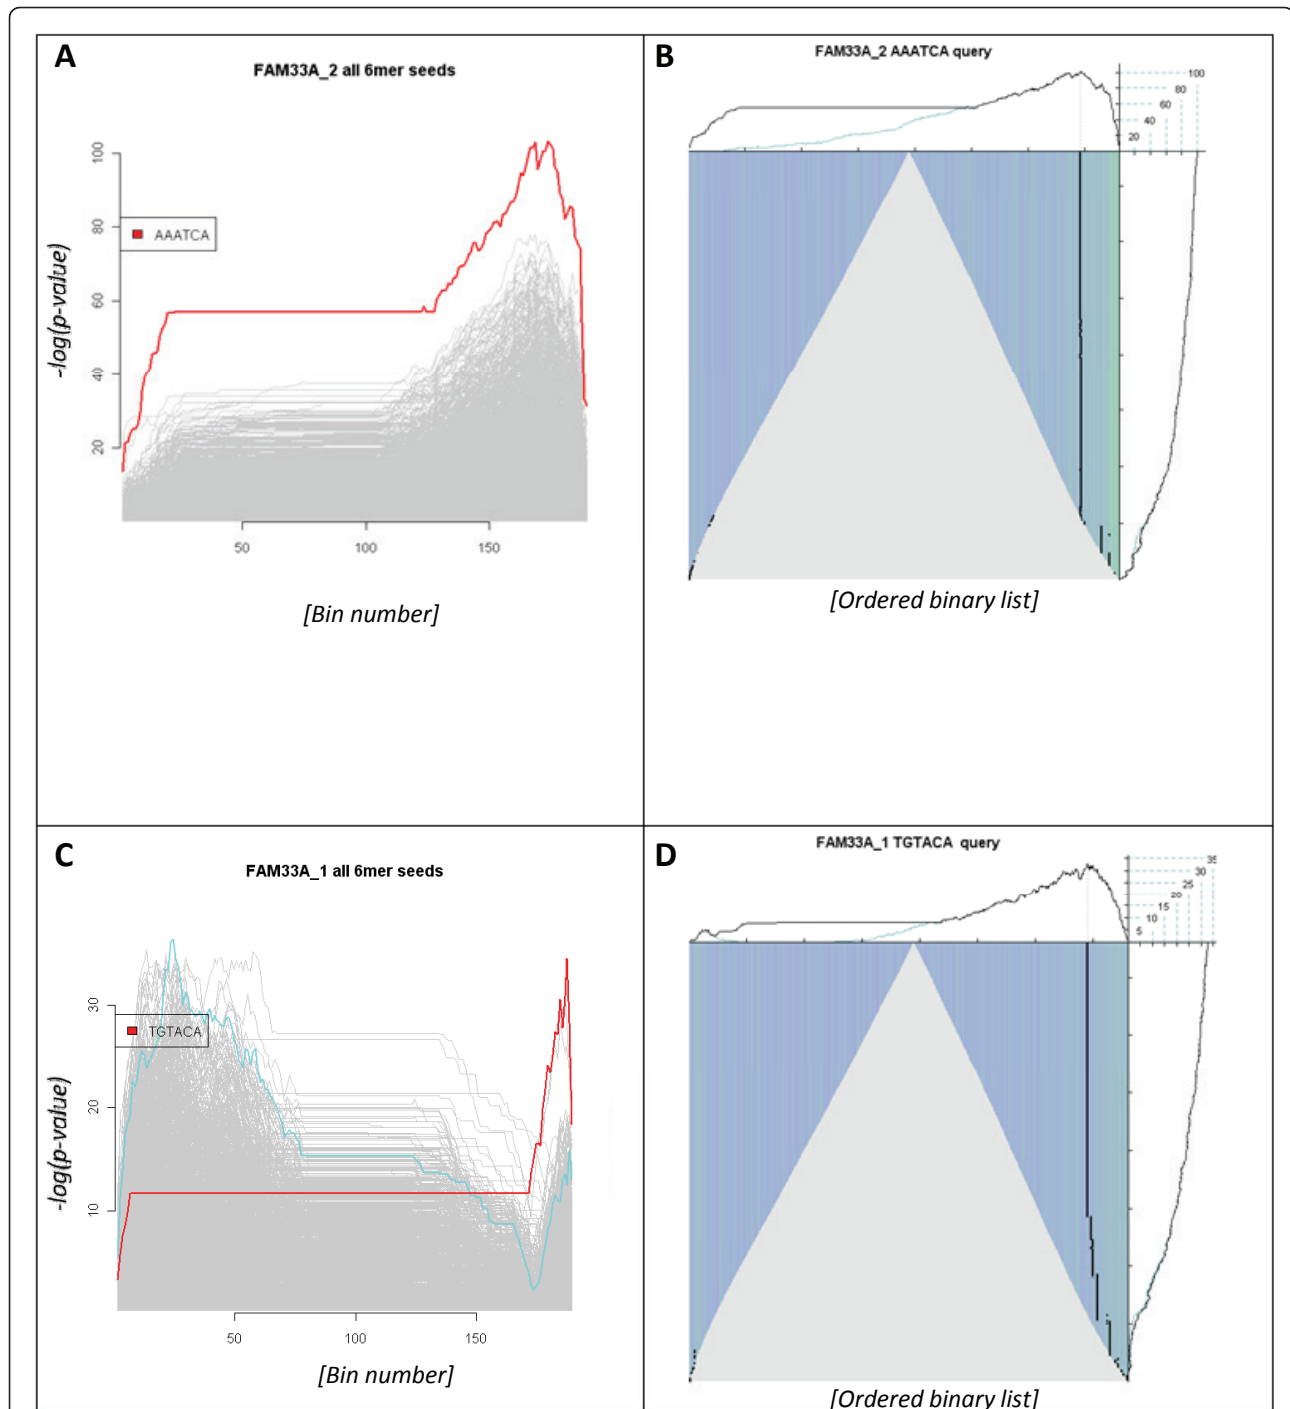 A
FAM33A_2 all 6mer seeds
100
80
60
40
20
AAATCA
-log(p-value)
50 100 150
[Bin number]
B
FAM33A_2 AAATCA query
100
80
60
40
20
[Ordered binary list]
C
FAM33A_1 all 6mer seeds
30
20
10
TGTACA
-log(p-value)
50 100 150
[Bin number]
D
FAM33A_1 TGTACA query
35
30
25
20
15
10
5
[Ordered binary list]